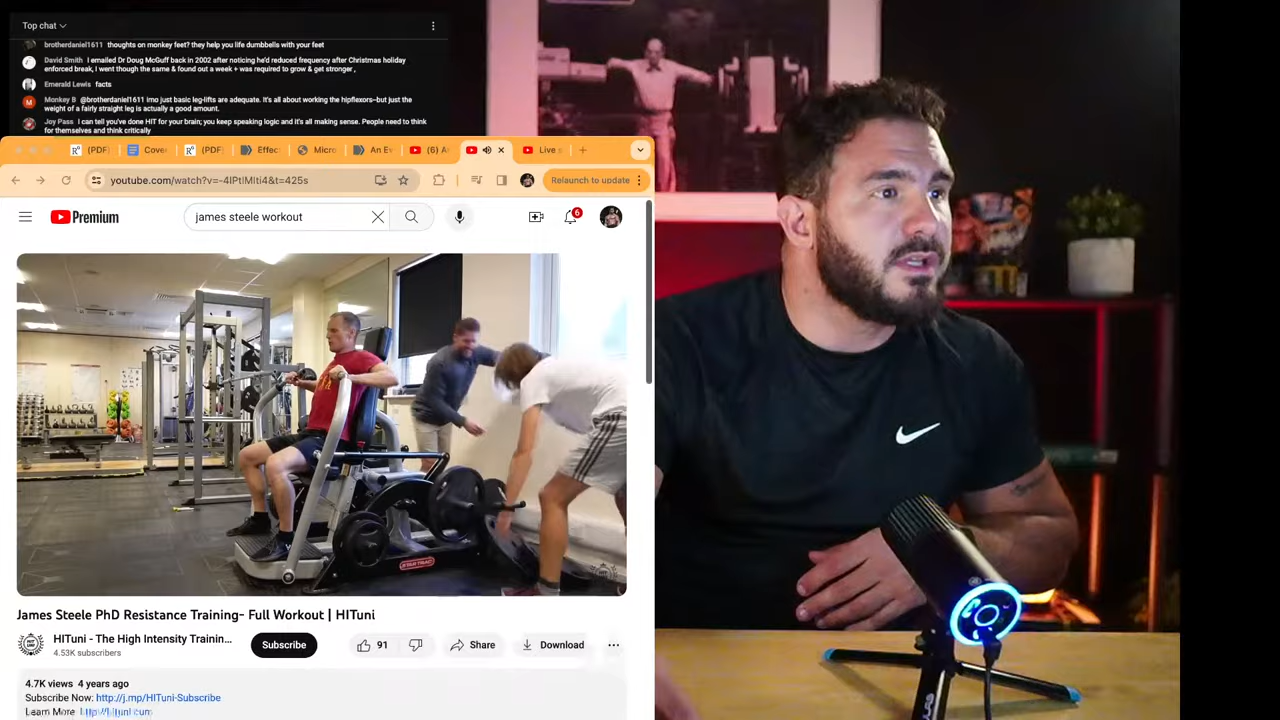 Top chat
brotherdaniel1611 thoughts on monkey feet? they help you life dumbbells with your feet
David Smith I emailed Dr Doug McGuff back in 2002 after noticing he'd reduced frequency after Christmas holiday
enforced break, I went though the same & found out a week + was required to grow & get stronger ,
Emerald Lewis facts
Monkey B @brotherdaniel1611 imo just basic leg-lifts are adequate. It's all about working the hipflexors–but just the
weight of a fairly straight leg is actually a good amount.
Joy Pass I can tell you've done HIT for your brain; you keep speaking logic and it's all making sense. People need to think
for themselves and think critically
(PDF) Cover (PDF) Effect Micro An Ev (6) A Live s
youtube.com/watch?v=-4IPt!MIti4&t=425s
Relaunch to update
Premium
james steele workout
6
STAR TRAC
James Steele PhD Resistance Training- Full Workout | HITuni
HITuni - The High Intensity Trainin...
4.53K subscribers
Subscribe
91
Share
Download
4.7K views 4 years ago
Subscribe Now: http://j.mp/HITuni-Subscribe
Learn More